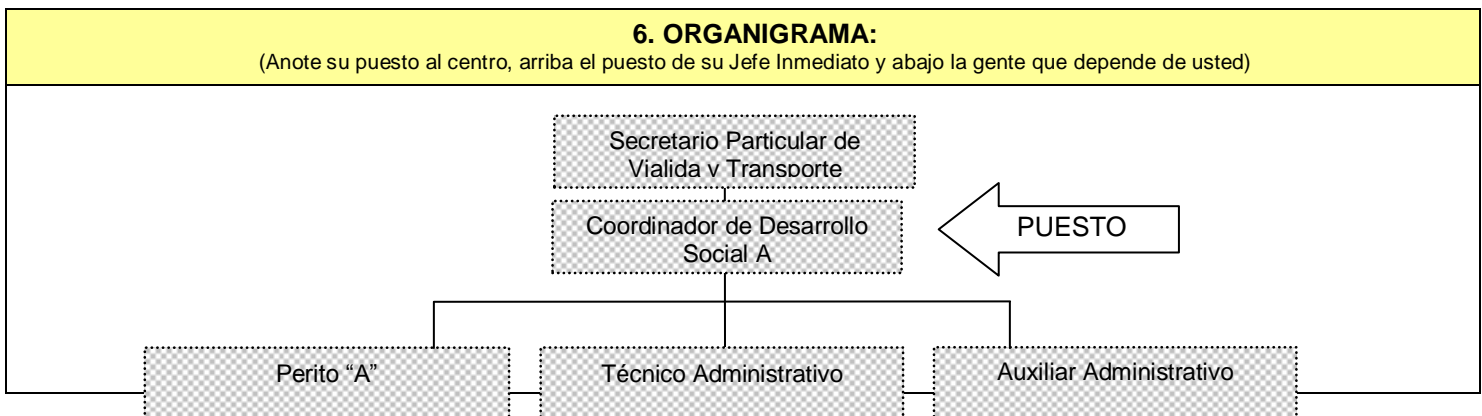 6. ORGANIGRAMA:
(Anote su puesto al centro, arriba el puesto de su Jefe Inmediato y abajo la gente que depende de usted)
Secretario Particular de
Vialida y Transporte
Coordinador de Desarrollo
Social A
PUESTO
Perito “A”
Técnico Administrativo
Auxiliar Administrativo